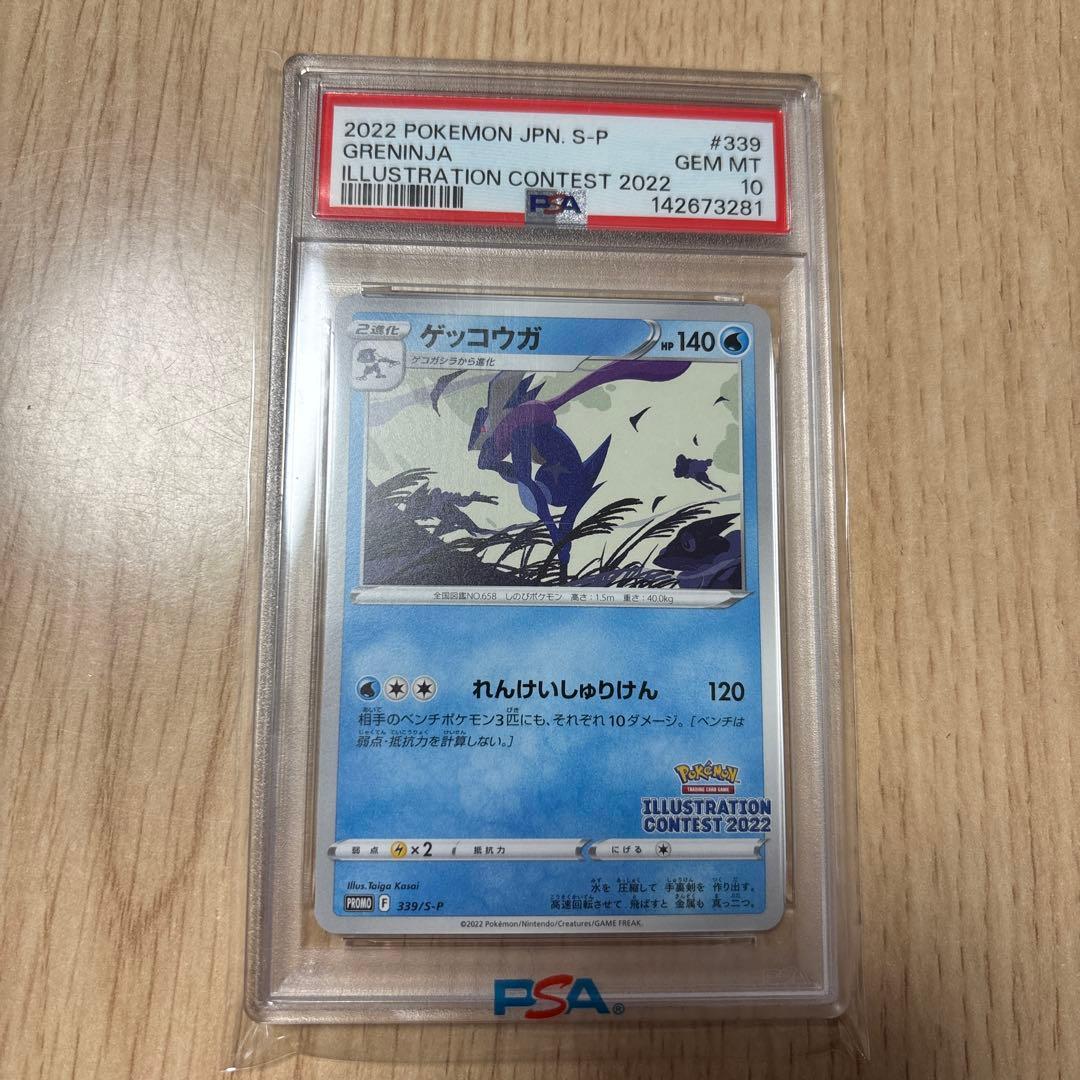 2022 POKEMON JPN. S-P #339
GRENINJA GEM MT
ILLUSTRATION CONTEST 2022 10
PSA 142673281
2進化 ゲッコウガ HP 140
ゲコガシラから進化
全国図鑑NO.658 しのびポケモン 高さ:1.5m 重さ:40.0kg
れんけいしゅりけん 120
相手のベンチポケモン3匹にも、それぞれ10ダメージ。[ベンチは
弱点・抵抗力を計算しない。]
POKéMON
TRADING CARD GAME
ILLUSTRATION
CONTEST 2022
弱点 ×2 抵抗力 にげる
Illus. Taiga Kasai
PROMO F 339/S-P
水を 圧縮して 手裏剣を 作り出す。
高速回転させて 飛ばすと 金属も 真っ二つ。
©2022 Pokémon/Nintendo/Creatures/GAME FREAK.
PSA®